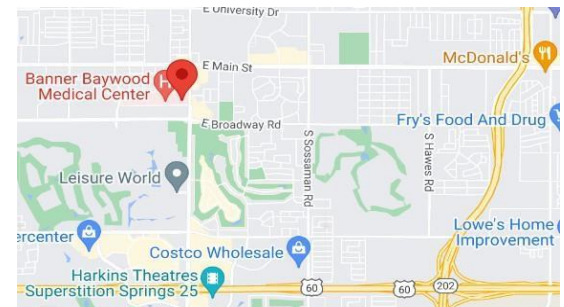 E University Dr
E Main St
McDonald's
Banner Baywood
Medical Center
H
E Broadway Rd
Fry's Food And Drug
S Sossaman Rd
S Hawes Rd
Leisure World
ercenter
Costco Wholesale
Lowe's Home
Improvement
Harkins Theatres
Superstition Springs 25
60
60
202